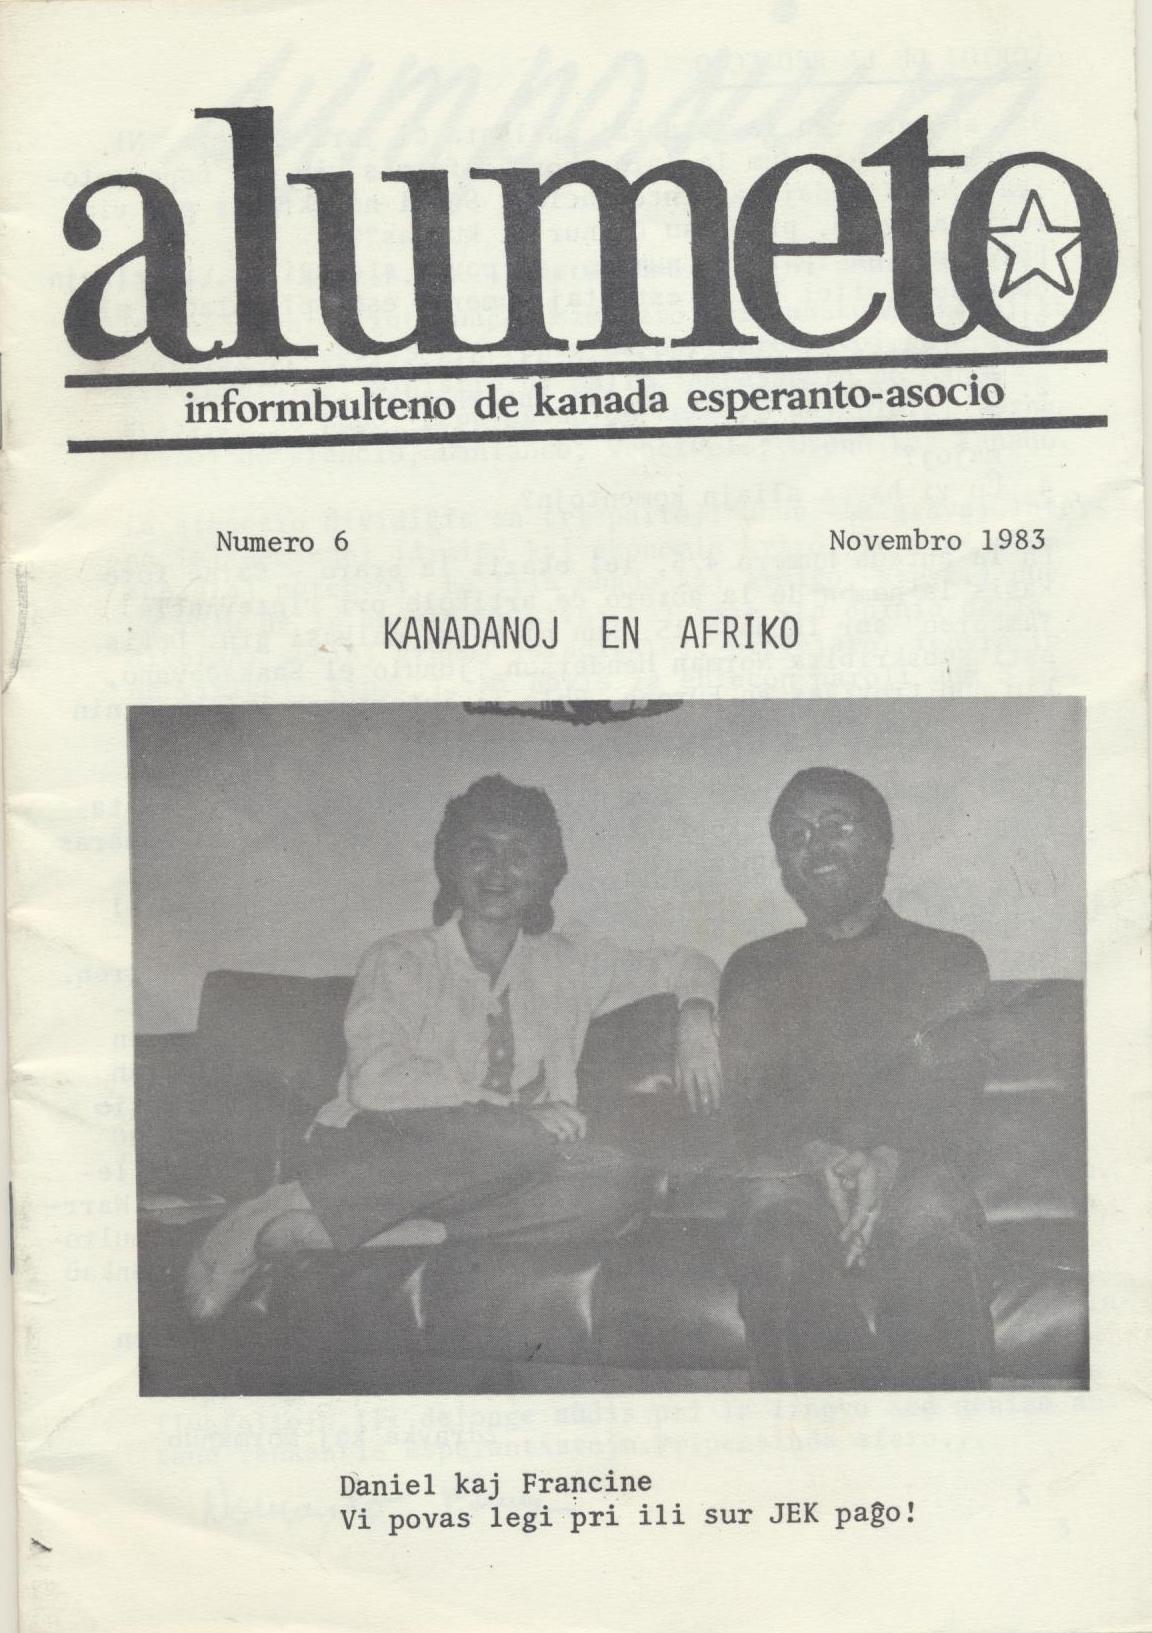 alumeto
informbulteno de kanada esperanto-asocio
Numero 6
Novembro 1983
KANADANOJ EN AFRIKO
Daniel kaj Francine
Vi povas legi pri ili sur JEK paĝo!